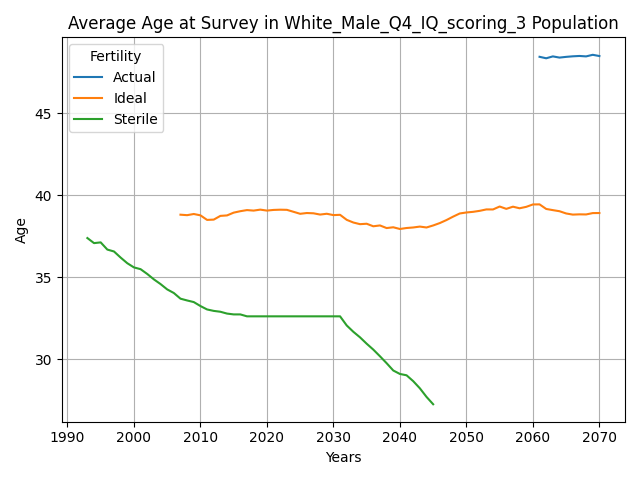 Average Age at Survey in White_Male_Q4_IQ_scoring_3 Population
Fertility
Actual
Ideal
Sterile
Age
45
40
35
30
1990 2000 2010 2020 2030 2040 2050 2060 2070
Years